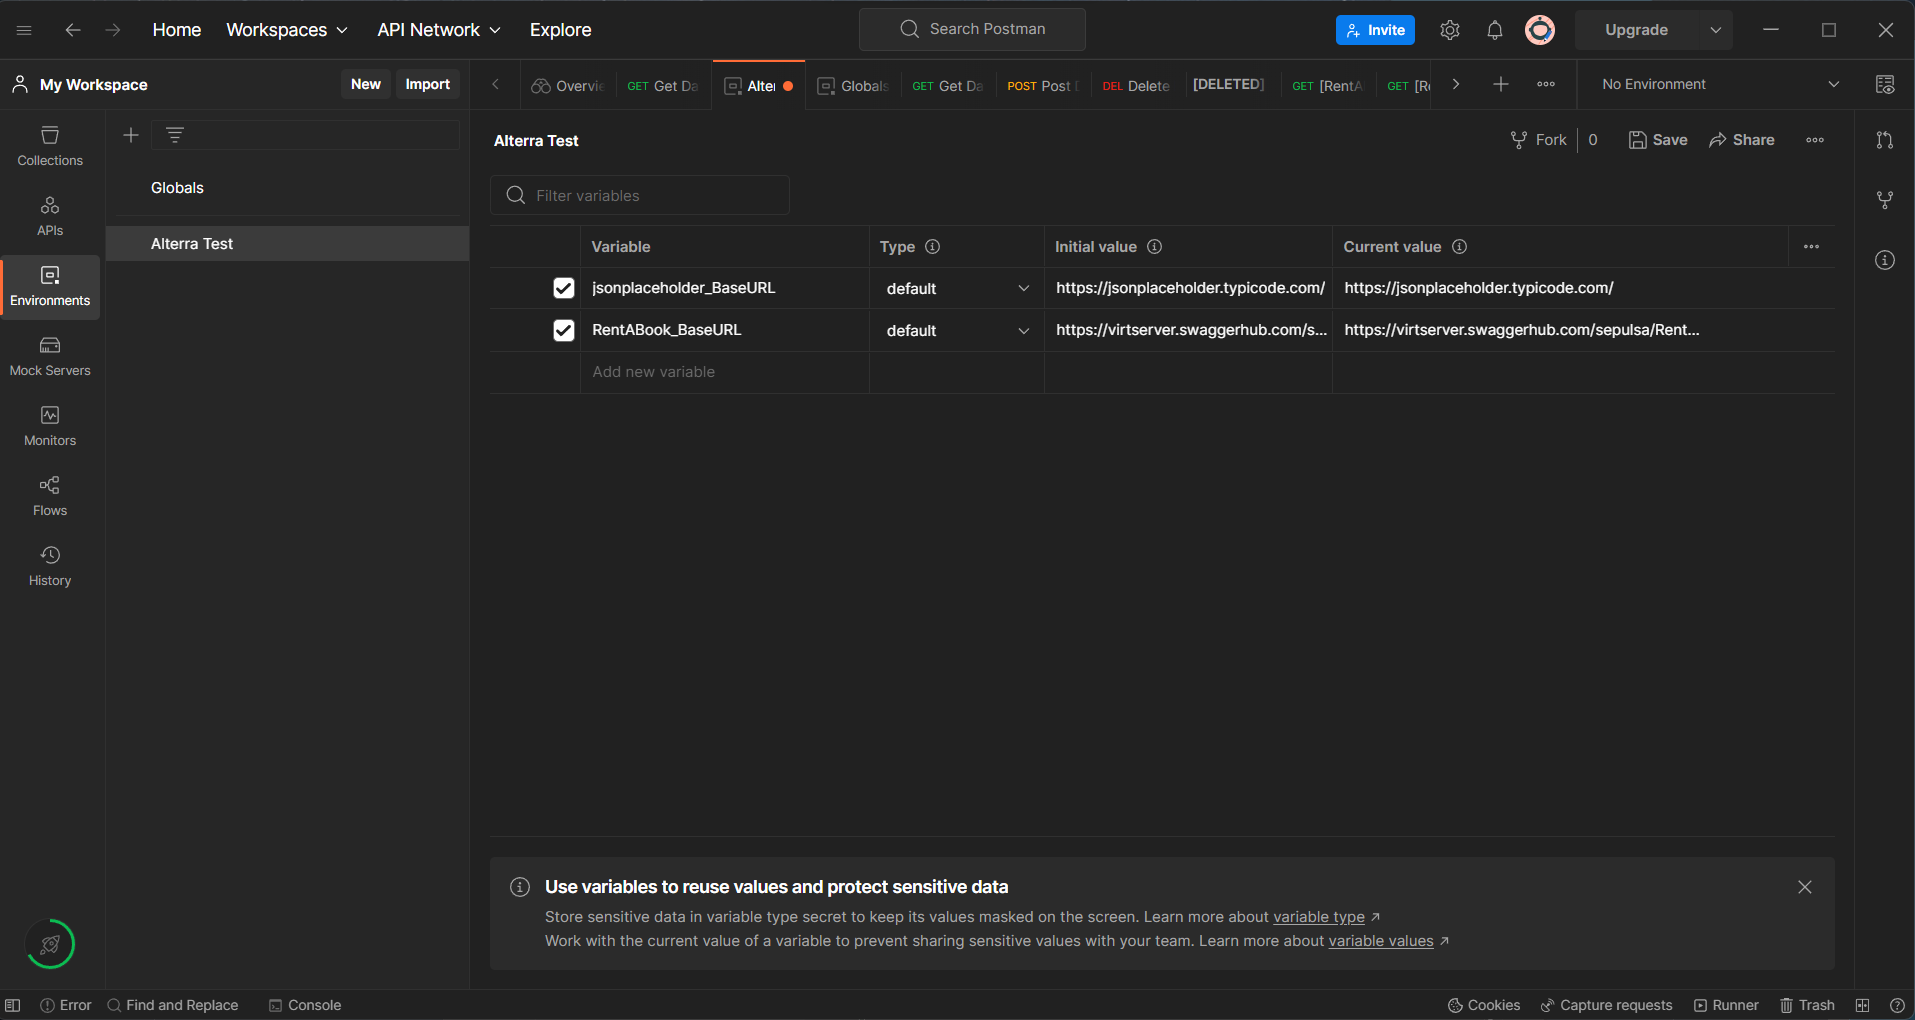 Home Workspaces API Network Explore Search Postman Invite Upgrade
My Workspace New Import Overvie GET Get Da Alter Globals GET Get Da POST Post DEL Delete [DELETED] GET [RentA GET [Re No Environment
Collections
APIs
Environments
Mock Servers
Monitors
Flows
History
Globals
Alterra Test
Alterra Test Fork 0 Save Share
Filter variables
Variable Type Initial value Current value
jsonplaceholder_BaseURL default https://jsonplaceholder.typicode.com/ https://jsonplaceholder.typicode.com/
RentABook_BaseURL default https://virtserver.swaggerhub.com/s... https://virtserver.swaggerhub.com/sepulsa/Rent...
Add new variable
Use variables to reuse values and protect sensitive data
Store sensitive data in variable type secret to keep its values masked on the screen. Learn more about variable type ↗
Work with the current value of a variable to prevent sharing sensitive values with your team. Learn more about variable values ↗
Error Find and Replace Console Cookies Capture requests Runner Trash